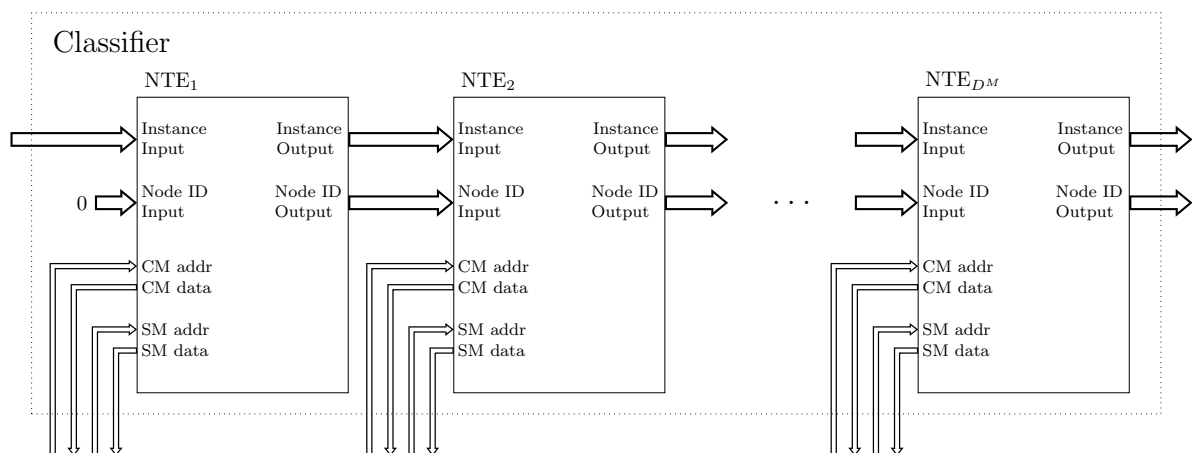 Classifier
NTE1
NTE2
NTE_{D^M}
Instance Input
Instance Output
Instance Input
Instance Output
Instance Input
Instance Output
0
Node ID Input
Node ID Output
Node ID Input
Node ID Output
. . .
Node ID Input
Node ID Output
CM addr
CM addr
CM addr
CM data
CM data
CM data
SM addr
SM addr
SM addr
SM data
SM data
SM data